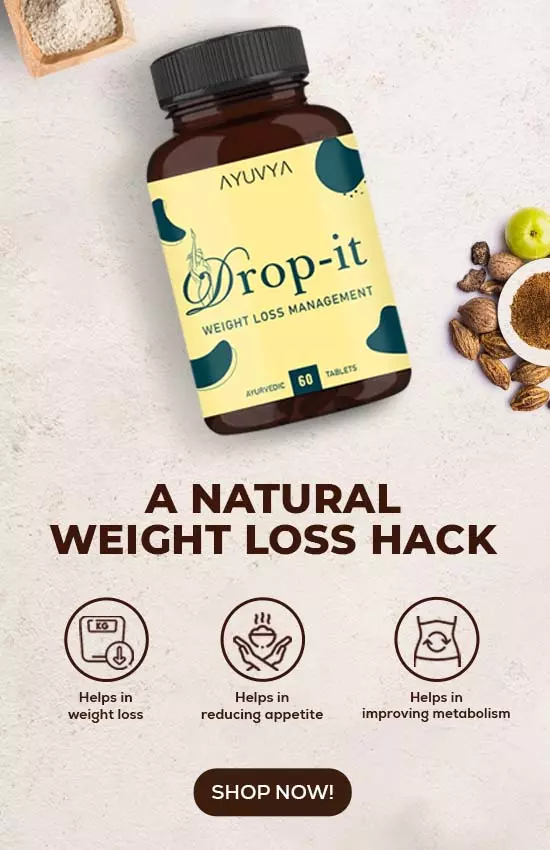 AYUVYA
Drop-it
WEIGHT LOSS MANAGEMENT
AYURVEDIC 60 TABLETS
A NATURAL
WEIGHT LOSS HACK
KG
Helps in
weight loss
Helps in
reducing appetite
Helps in
improving metabolism
SHOP NOW!